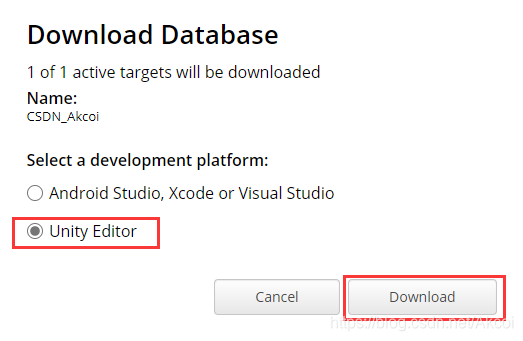 Download Database
1 of 1 active targets will be downloaded
Name:
CSDN_Akcoi
Select a development platform:
Android Studio, Xcode or Visual Studio
Unity Editor
Cancel
Download
https://blog.csdn.net/Akcoi